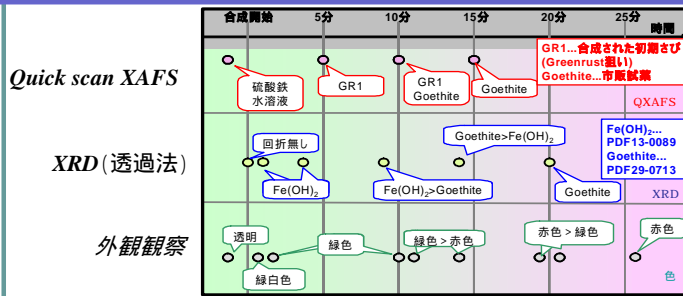 合成開始 5分 10分 15分 20分 25分
時間
Quick scan XAFS
硫酸鉄
水溶液
GR1
GR1
Goethite
Goethite
GR1...合成された初期さび
(Greenrust狙い)
Goethite...市販試薬
QXAFS
XRD(透過法)
回折無し
Fe(OH)₂
Fe(OH)₂>Goethite
Goethite>Fe(OH)₂
Goethite
Fe(OH)₂...
PDF13-0089
Goethite...
PDF29-0713
XRD
外観観察
透明
緑白色
緑色
緑色 > 赤色
赤色 > 緑色
赤色
色